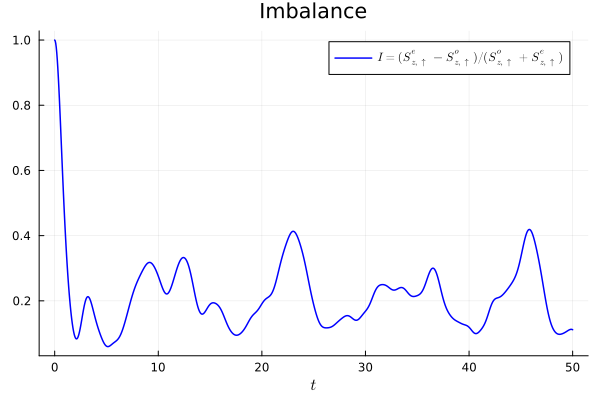 Imbalance
I = (S^e_{z,↑} − S^o_{z,↑})/(S^o_{z,↑} + S^e_{z,↑})
1.0
0.8
0.6
0.4
0.2
0 10 20 30 40 50
t